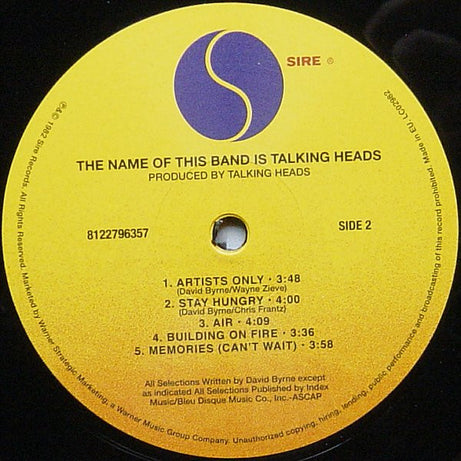 SIRE ®
THE NAME OF THIS BAND IS TALKING HEADS
PRODUCED BY TALKING HEADS
8122796357
SIDE 2
1. ARTISTS ONLY · 3:48
(David Byrne/Wayne Zieve)
2. STAY HUNGRY · 4:00
(David Byrne/Chris Frantz)
3. AIR · 4:09
4. BUILDING ON FIRE · 3:36
5. MEMORIES (CAN'T WAIT) · 3:58
All Selections Written by David Byrne except
as indicated All Selections Published by Index
Music/Bleu Disque Music Co., Inc.-ASCAP
℗&© 1982 Sire Records. All Rights Reserved. Marketed by Warner Strategic Marketing, a Warner Music Group Company. Unauthorized copying, hiring, lending, public performance and broadcasting of this record prohibited. Made in EU. LC02982